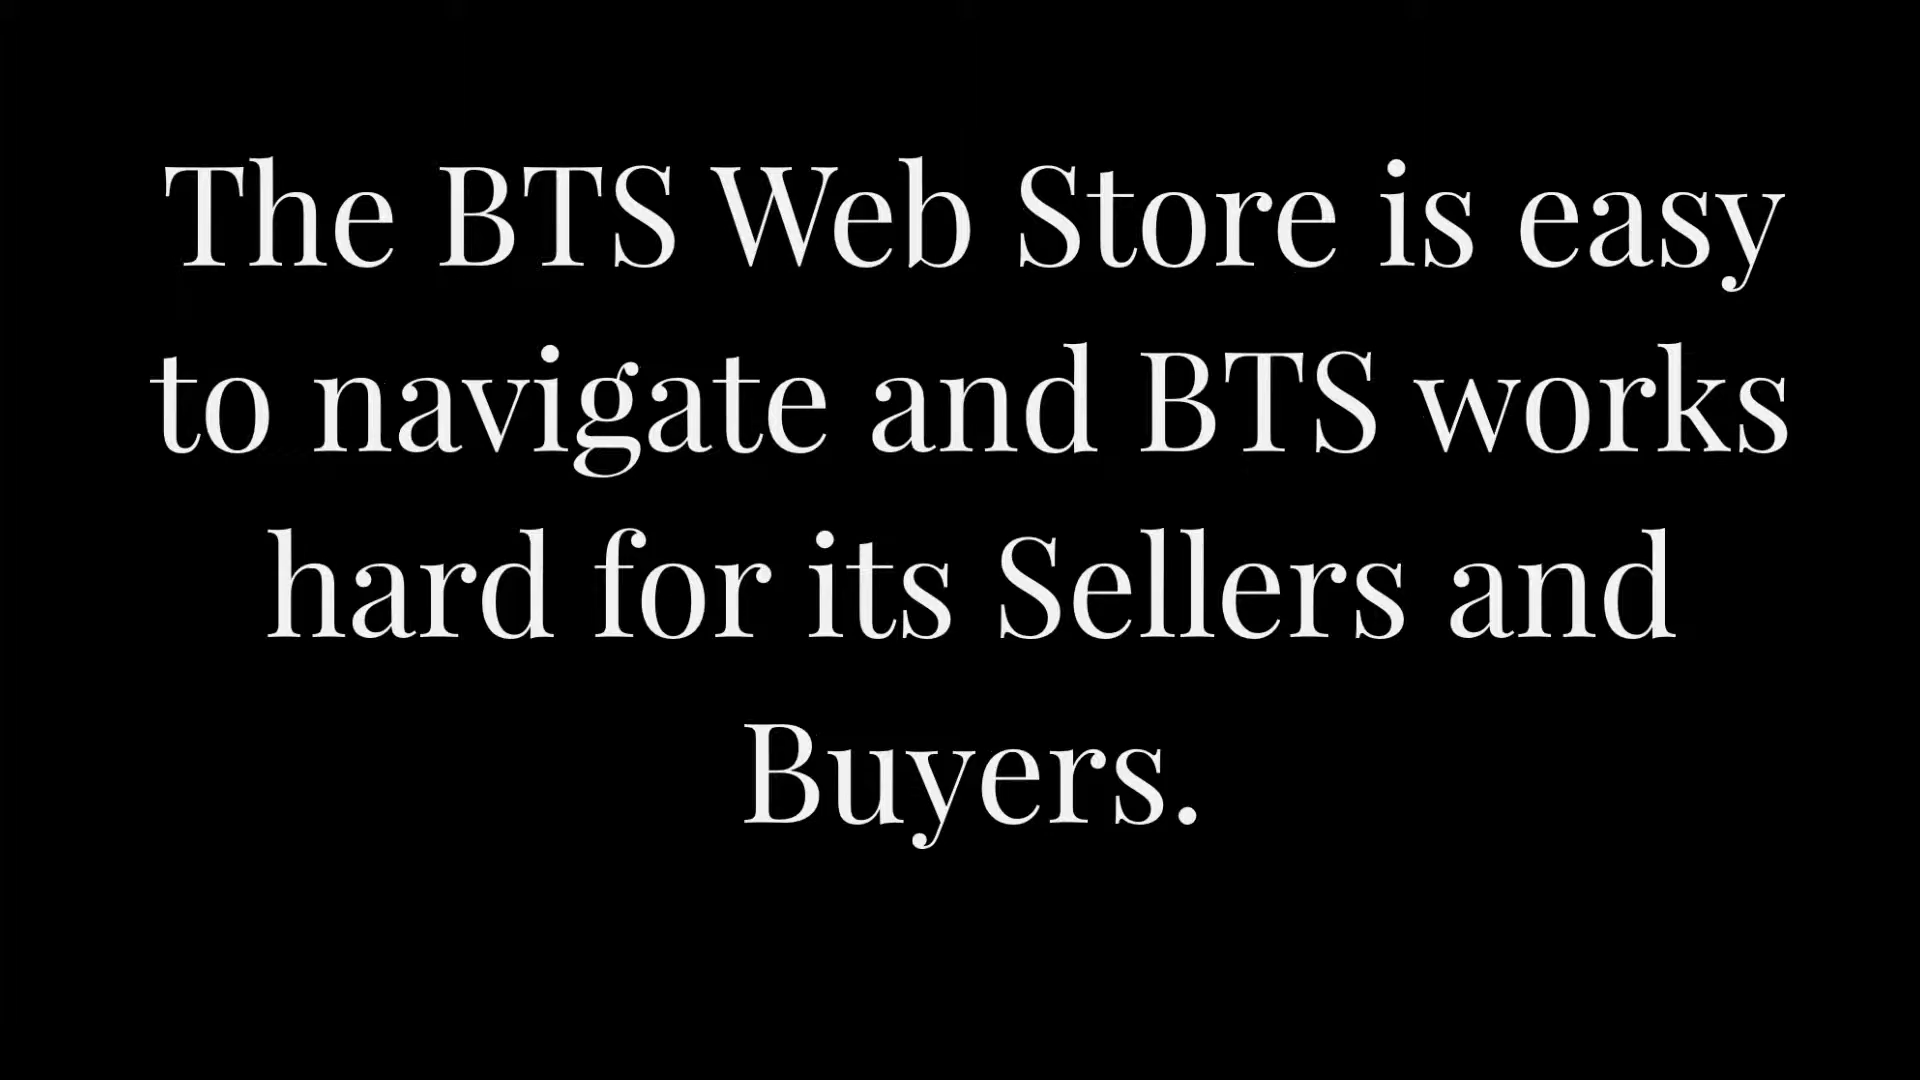 The BTS Web Store is easy
to navigate and BTS works
hard for its Sellers and
Buyers.